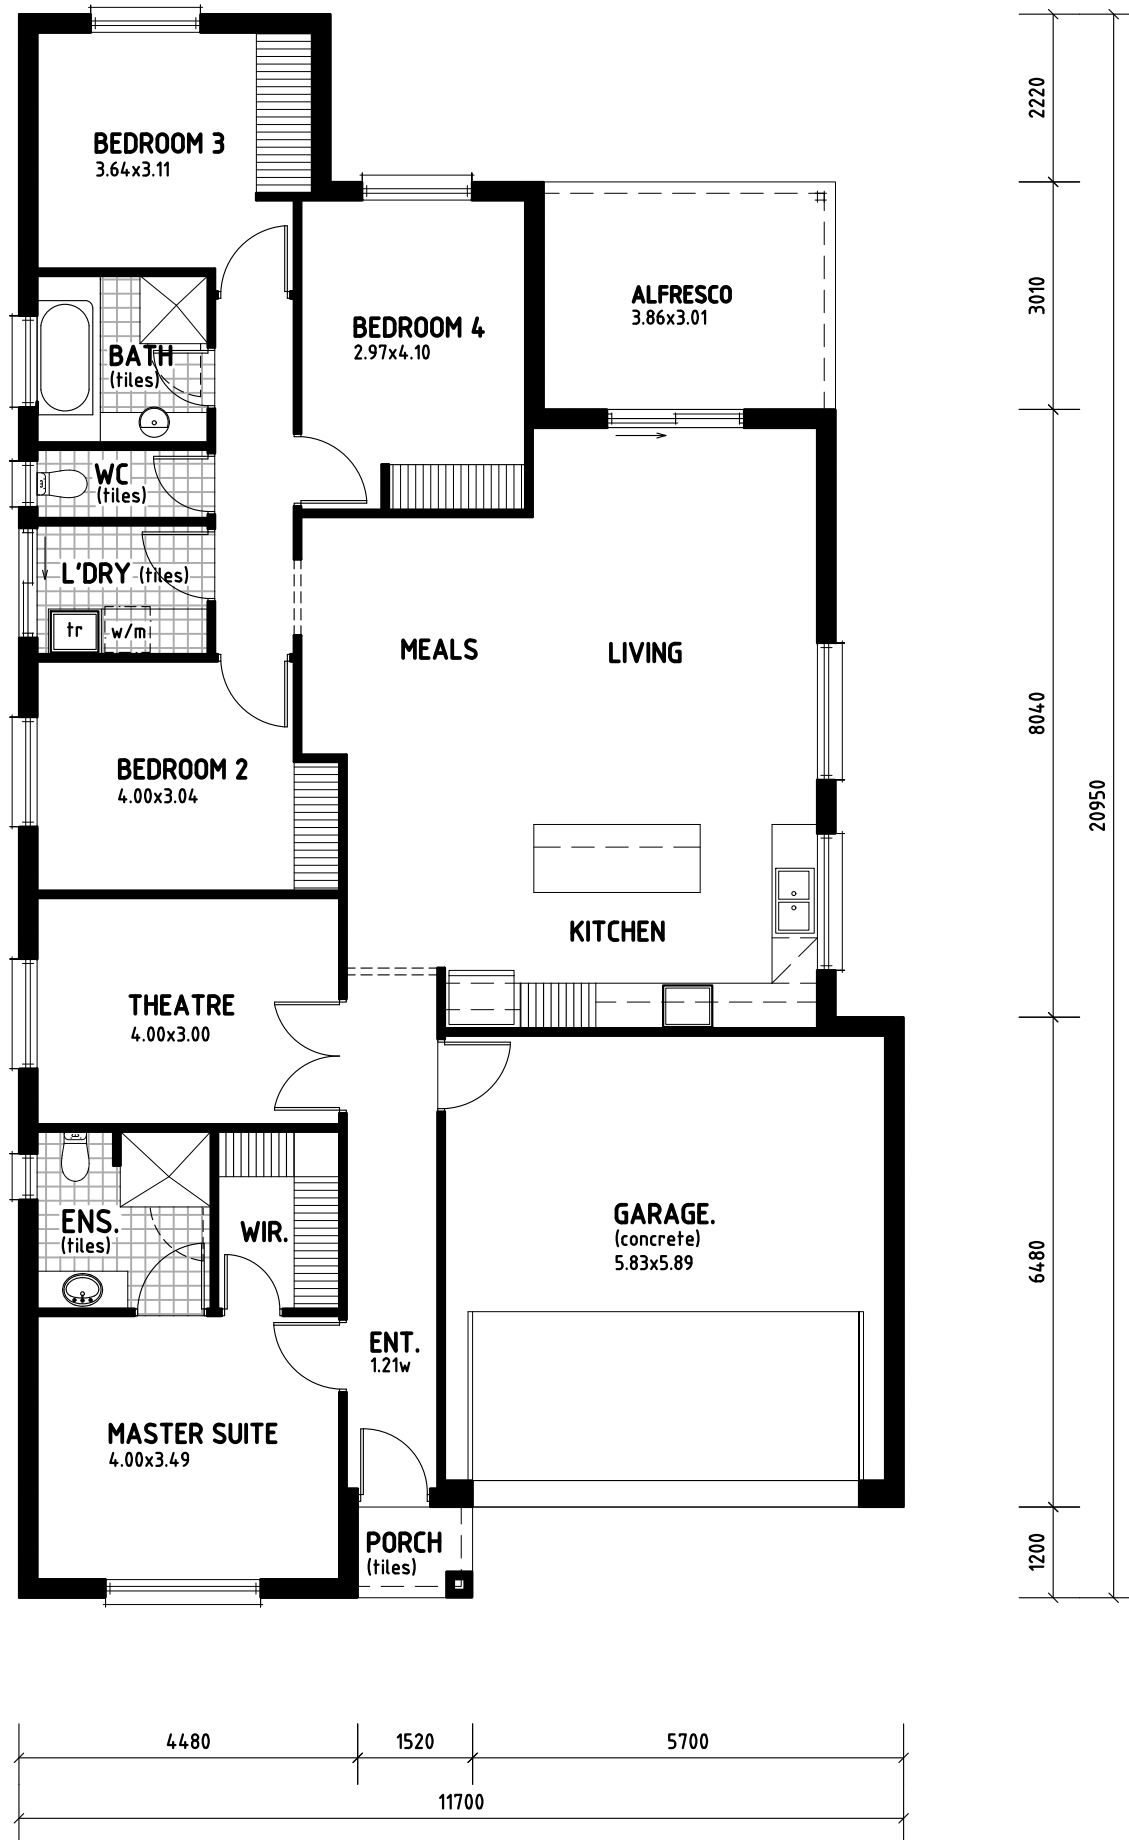 2220
BEDROOM 3
3.64x3.11
3010
ALFRESCO
3.86x3.01
BEDROOM 4
2.97x4.10
BATH
(tiles)
WC
(tiles)
L'DRY (tiles)
tr
w/m
MEALS
LIVING
8040
BEDROOM 2
4.00x3.04
20950
KITCHEN
THEATRE
4.00x3.00
ENS.
(tiles)
WIR.
GARAGE.
(concrete)
5.83x5.89
6480
ENT.
1.21w
MASTER SUITE
4.00x3.49
PORCH
(tiles)
1200
4480
1520
5700
11700